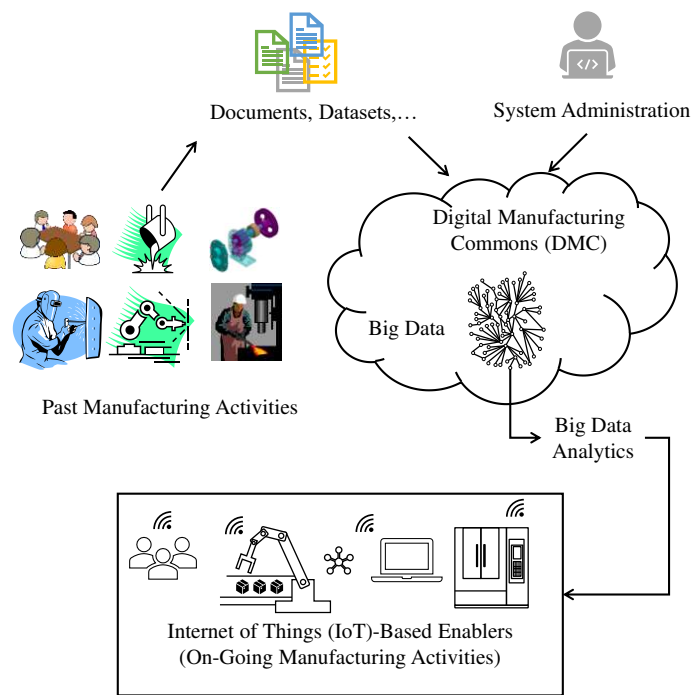 Documents, Datasets,…
System Administration
Digital Manufacturing
Commons (DMC)
Big Data
Past Manufacturing Activities
Big Data
Analytics
Internet of Things (IoT)-Based Enablers
(On-Going Manufacturing Activities)